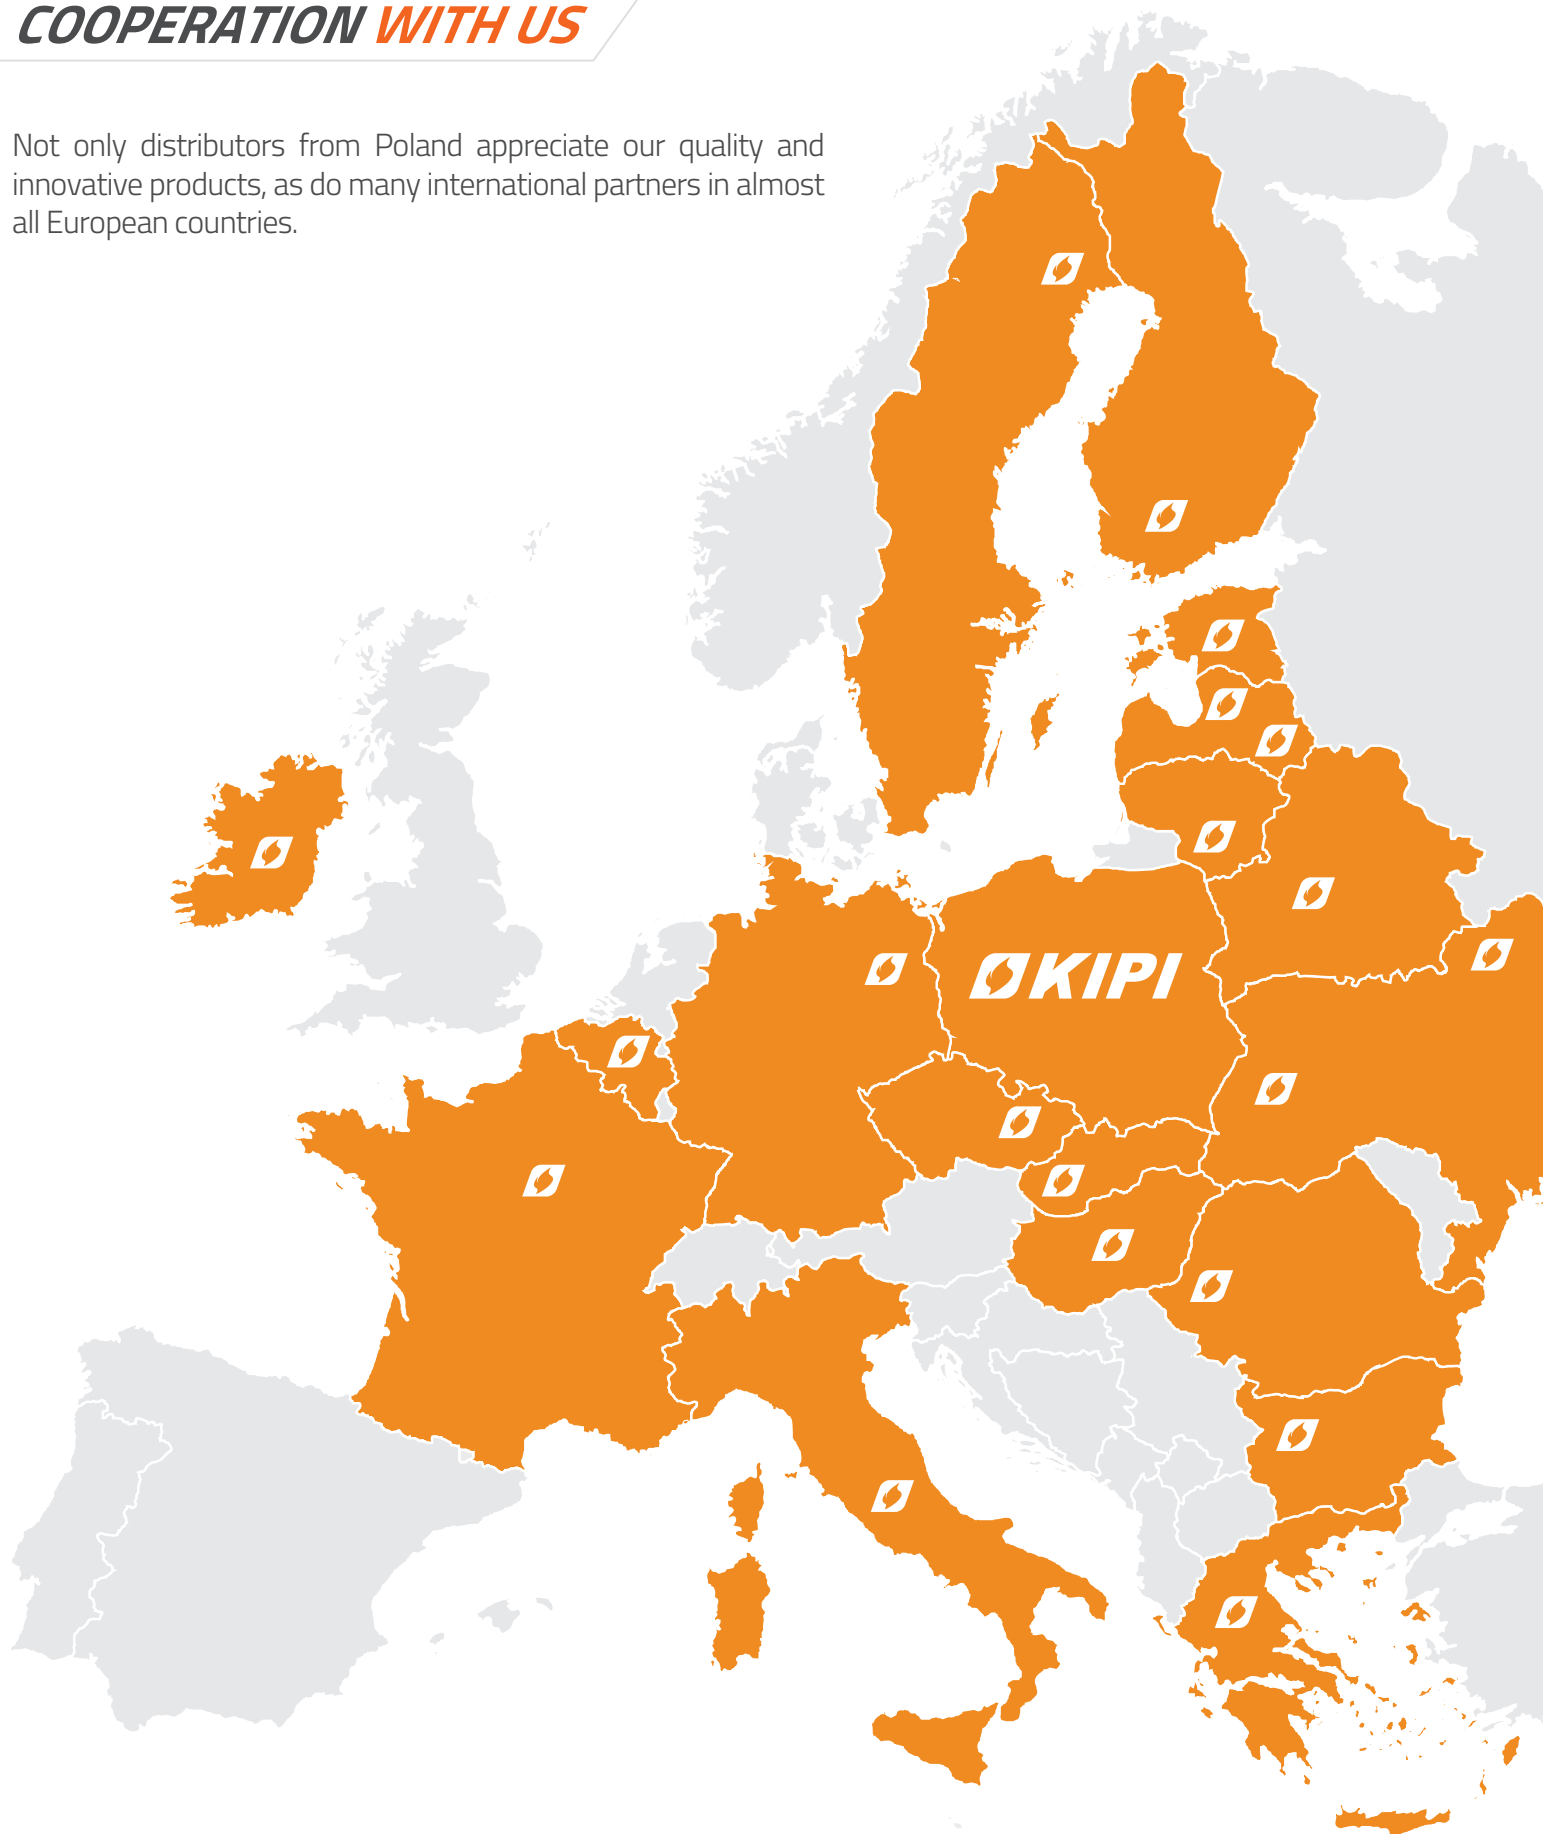 COOPERATION WITH US
Not only distributors from Poland appreciate our quality and
innovative products, as do many international partners in almost
all European countries.
KIPI